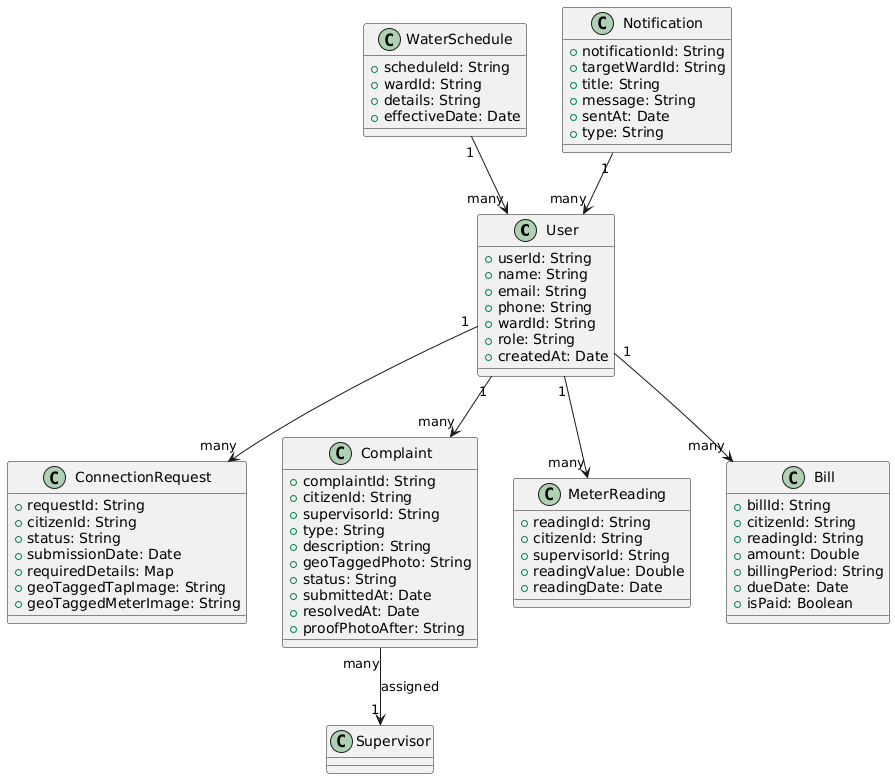 C WaterSchedule
scheduleId: String
wardId: String
details: String
effectiveDate: Date
C Notification
notificationId: String
targetWardId: String
title: String
message: String
sentAt: Date
type: String
1
many
1
many
C User
userId: String
name: String
email: String
phone: String
wardId: String
role: String
createdAt: Date
1
many
1
many
1
many
1
many
C ConnectionRequest
requestId: String
citizenId: String
status: String
submissionDate: Date
requiredDetails: Map
geoTaggedTapImage: String
geoTaggedMeterImage: String
C Complaint
complaintId: String
citizenId: String
supervisorId: String
type: String
description: String
geoTaggedPhoto: String
status: String
submittedAt: Date
resolvedAt: Date
proofPhotoAfter: String
C MeterReading
readingId: String
citizenId: String
supervisorId: String
readingValue: Double
readingDate: Date
C Bill
billId: String
citizenId: String
readingId: String
amount: Double
billingPeriod: String
dueDate: Date
isPaid: Boolean
many
assigned
1
C Supervisor